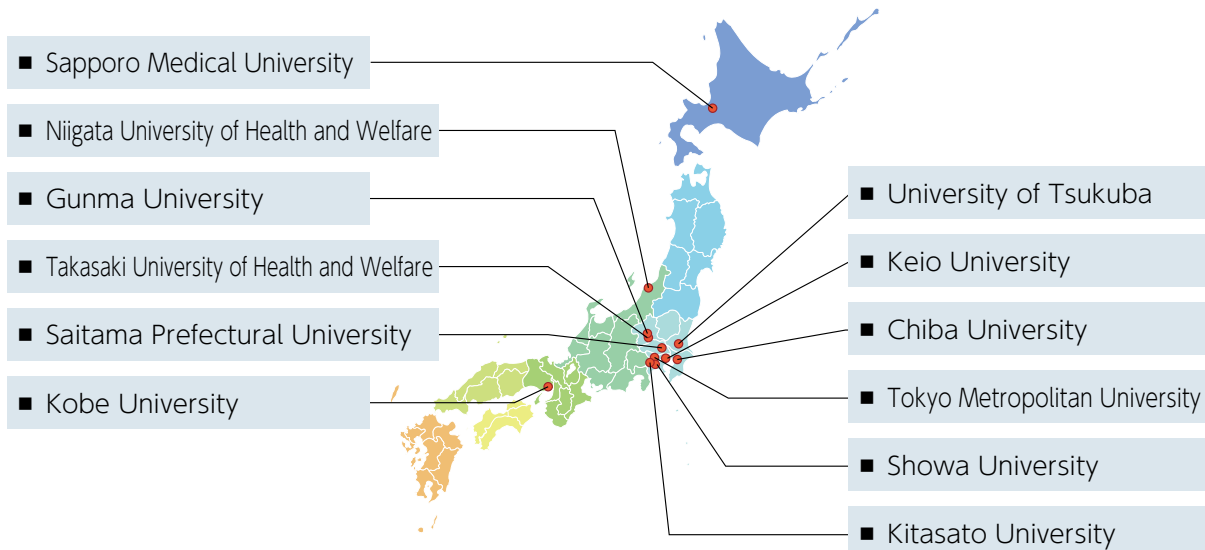 ■ Sapporo Medical University
■ Niigata University of Health and Welfare
■ Gunma University
■ Takasaki University of Health and Welfare
■ Saitama Prefectural University
■ Kobe University
■ University of Tsukuba
■ Keio University
■ Chiba University
■ Tokyo Metropolitan University
■ Showa University
■ Kitasato University